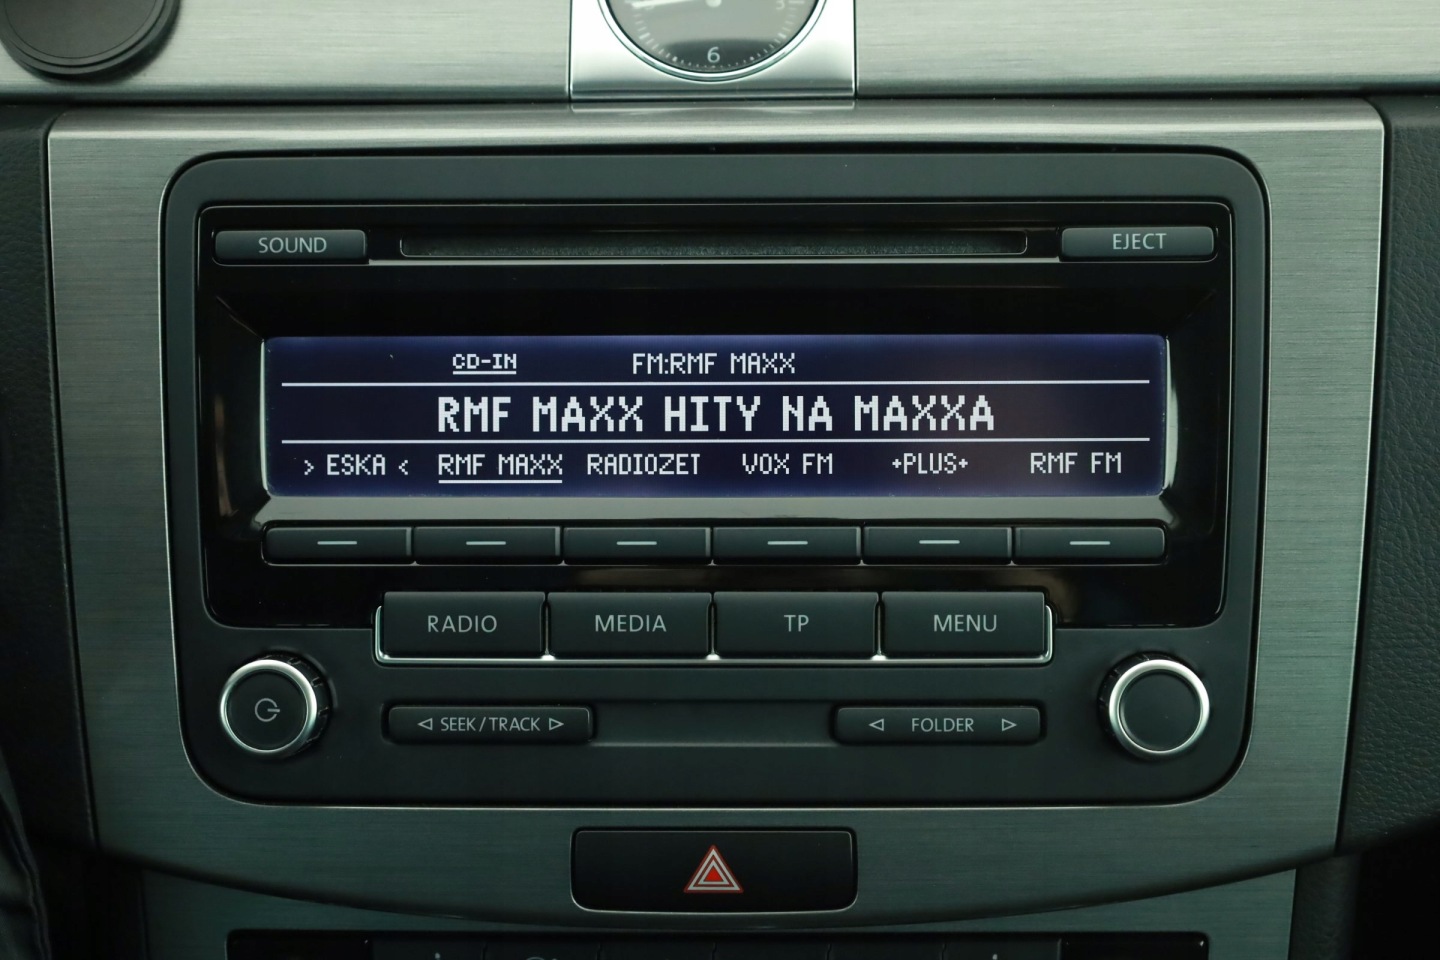 6
SOUND
EJECT
CD-IN FM:RMF MAXX
RMF MAXX HITY NA MAXXA
> ESKA < RMF MAXX RADIOZET VOX FM +PLUS+ RMF FM
RADIO MEDIA TP MENU
◁ SEEK/TRACK ▷ ◁ FOLDER ▷